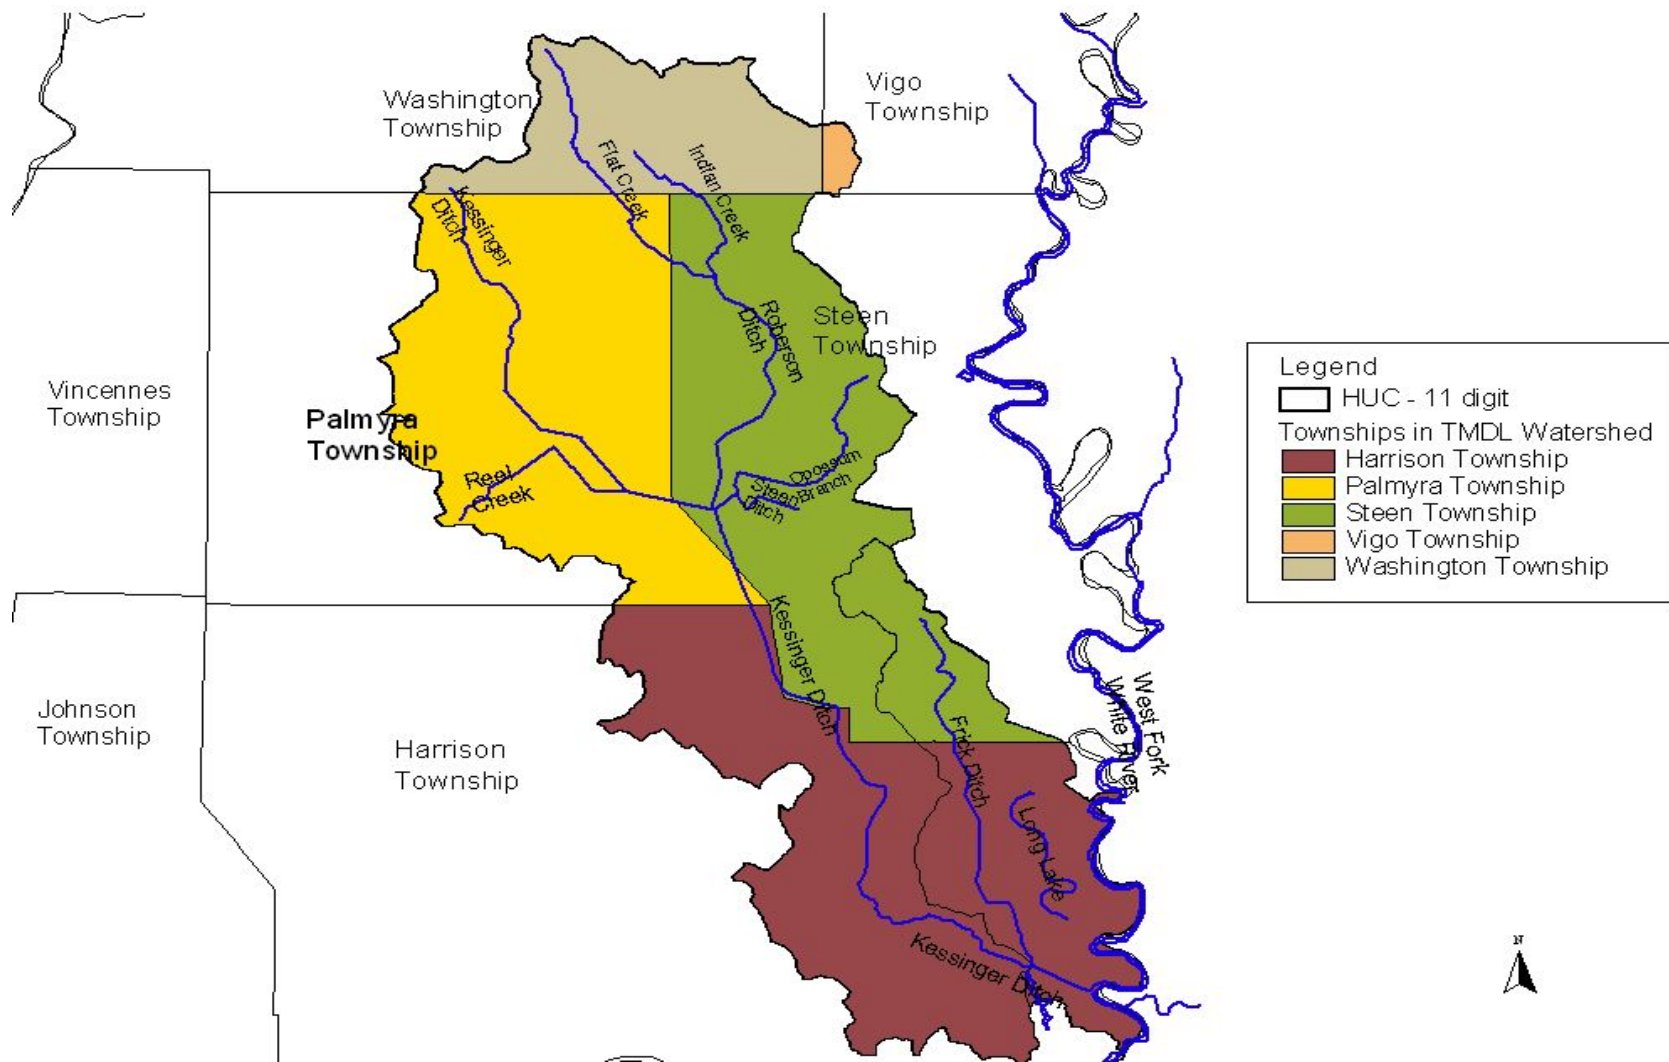 Vigo
Township
Washington
Township
Flat Creek
Indian Creek
Kessinger
Ditch
Roberson
Ditch
Steen
Township
Vincennes
Township
Palmyra
Township
Reel
Creek
Opossum
Branch
Steen
Ditch
Kessinger Ditch
West Fork
White River
Johnson
Township
Harrison
Township
Frick Ditch
Long Lake
Kessinger Ditch
Legend
HUC - 11 digit
Townships in TMDL Watershed
Harrison Township
Palmyra Township
Steen Township
Vigo Township
Washington Township
N